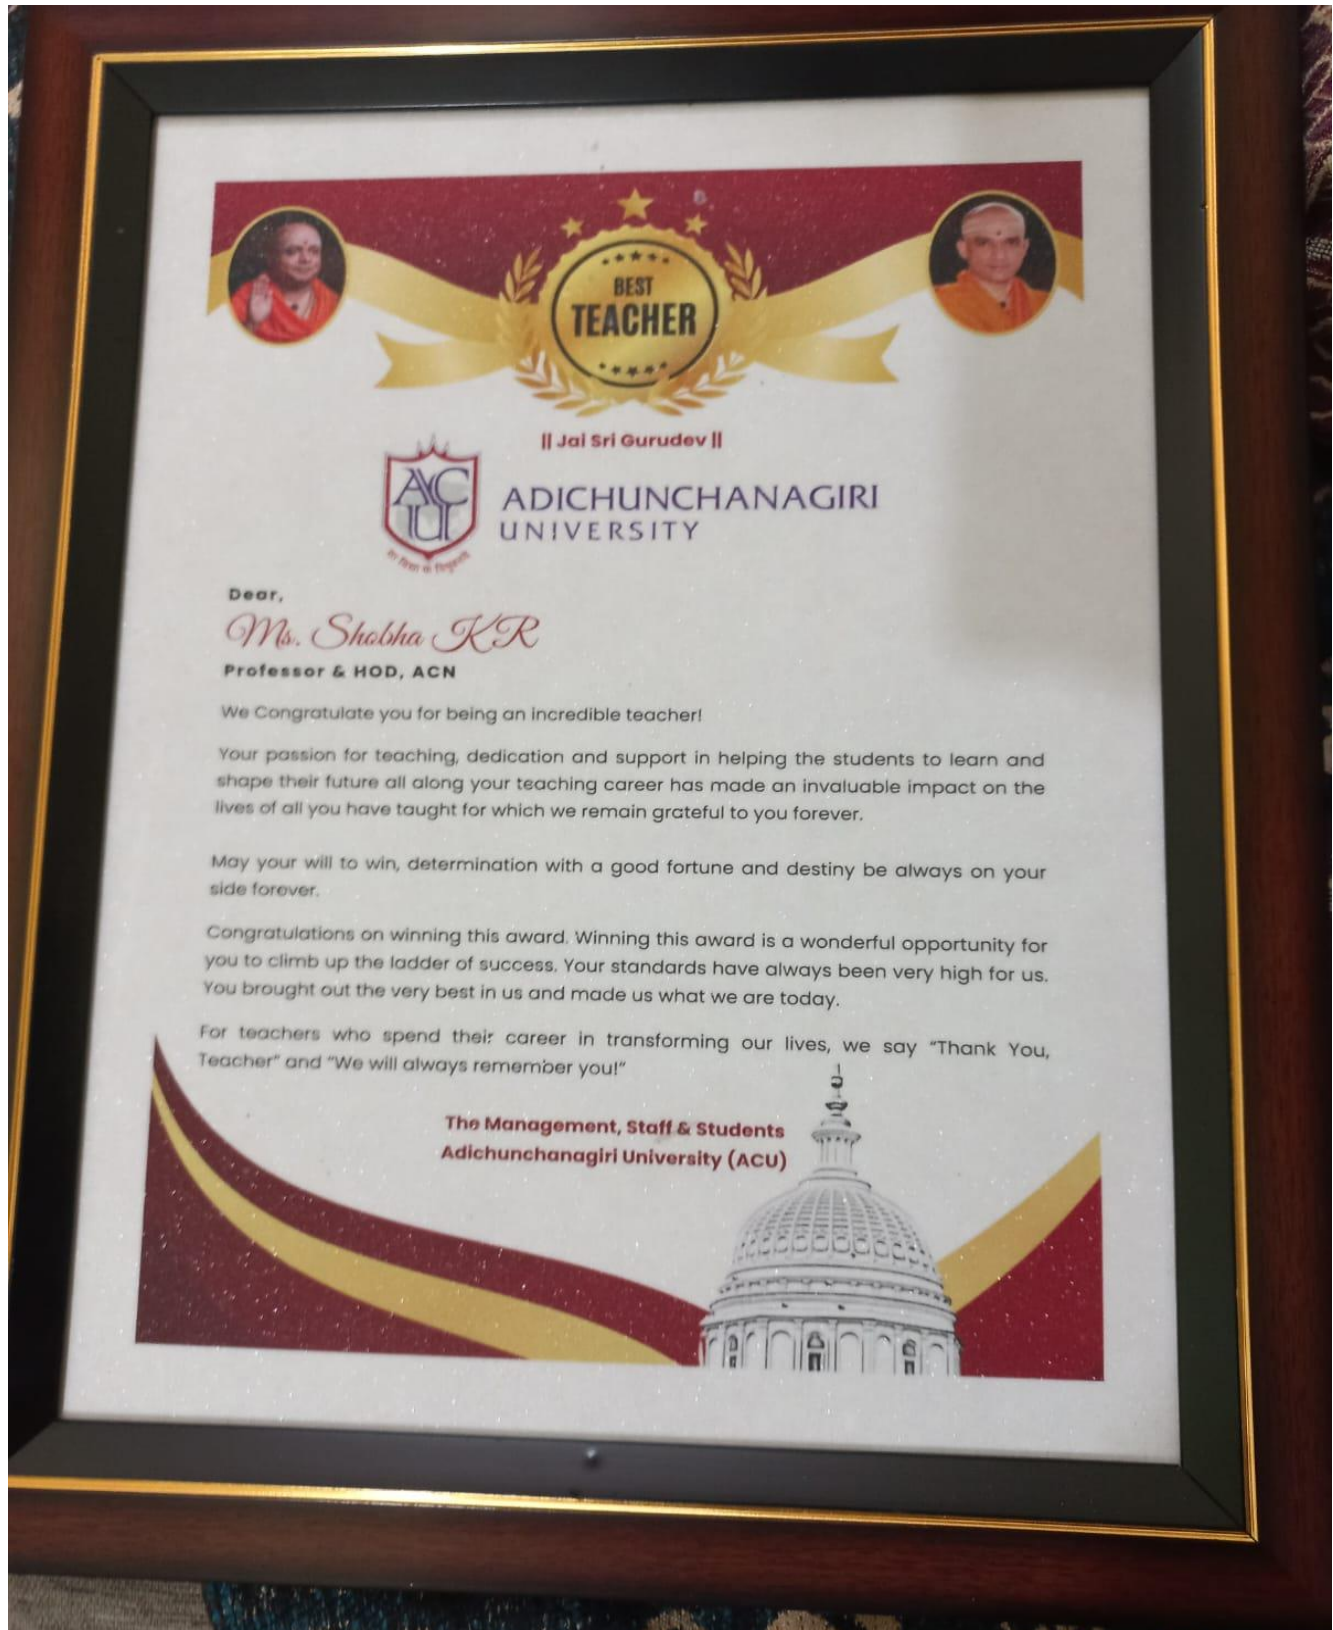 BEST
TEACHER
|| Jai Sri Gurudev ||
ACU
ADICHUNCHANAGIRI
UNIVERSITY
Dear,
Ms. Shobha KR
Professor & HOD, ACN
We Congratulate you for being an incredible teacher!
Your passion for teaching, dedication and support in helping the students to learn and
shape their future all along your teaching career has made an invaluable impact on the
lives of all you have taught for which we remain grateful to you forever.
May your will to win, determination with a good fortune and destiny be always on your
side forever.
Congratulations on winning this award. Winning this award is a wonderful opportunity for
you to climb up the ladder of success. Your standards have always been very high for us.
You brought out the very best in us and made us what we are today.
For teachers who spend their career in transforming our lives, we say “Thank You,
Teacher” and “We will always remember you!”
The Management, Staff & Students
Adichunchanagiri University (ACU)